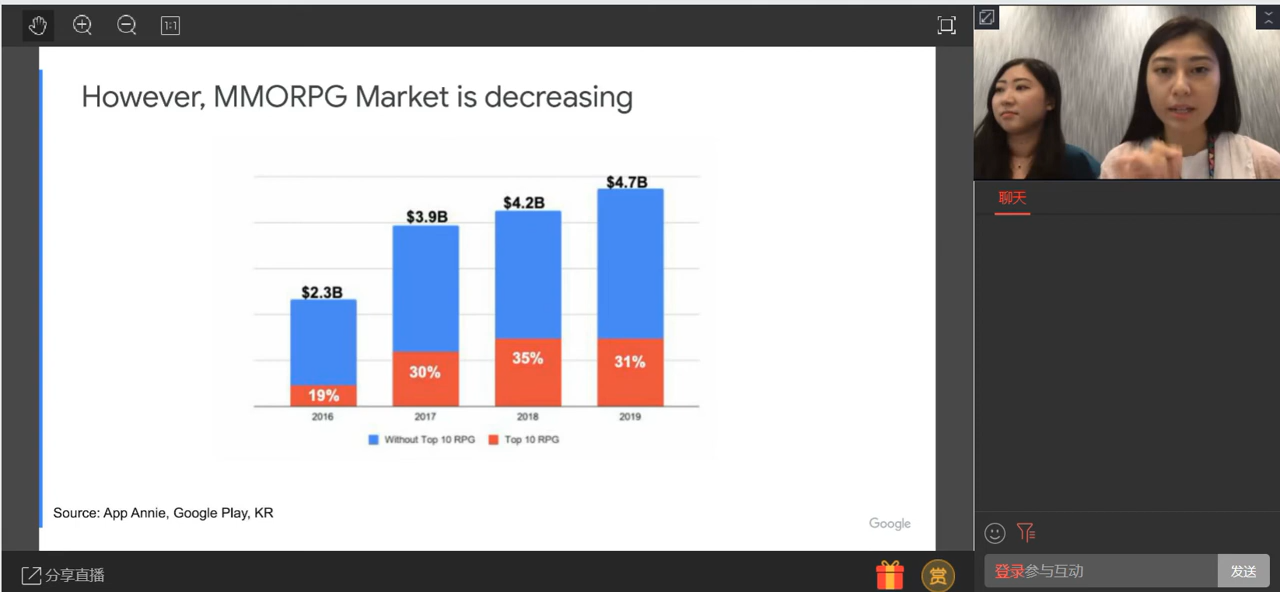 1:1
However, MMORPG Market is decreasing
$2.3B
$3.9B
$4.2B
$4.7B
19%
30%
35%
31%
2016
2017
2018
2019
Without Top 10 RPG
Top 10 RPG
Source: App Annie, Google Play, KR
Google
分享直播
赏
聊天
登录参与互动
发送